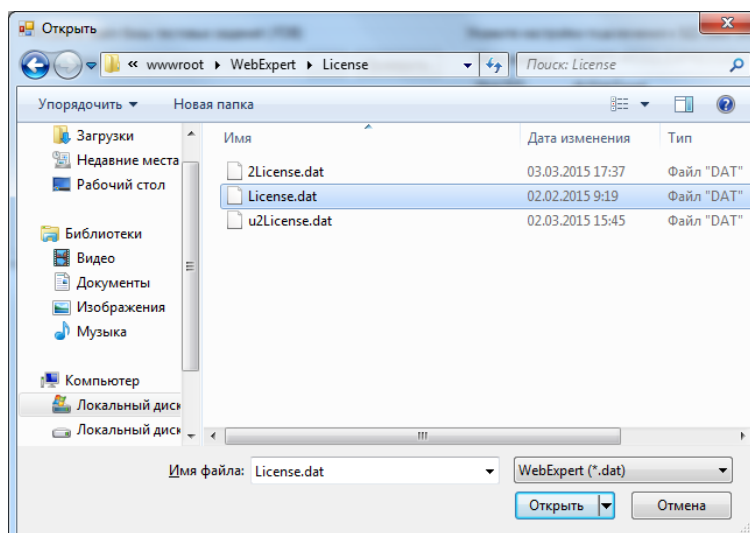 Открыть
« wwwroot WebExpert License
Поиск: License
Упорядочить Новая папка
Имя Дата изменения Тип
Загрузки
Недавние места
Рабочий стол
Библиотеки
Видео
Документы
Изображения
Музыка
Компьютер
Локальный диск
Локальный диск
2License.dat 03.03.2015 17:37 Файл "DAT"
License.dat 02.02.2015 9:19 Файл "DAT"
u2License.dat 02.03.2015 15:45 Файл "DAT"
Имя файла: License.dat WebExpert (*.dat)
Открыть Отмена